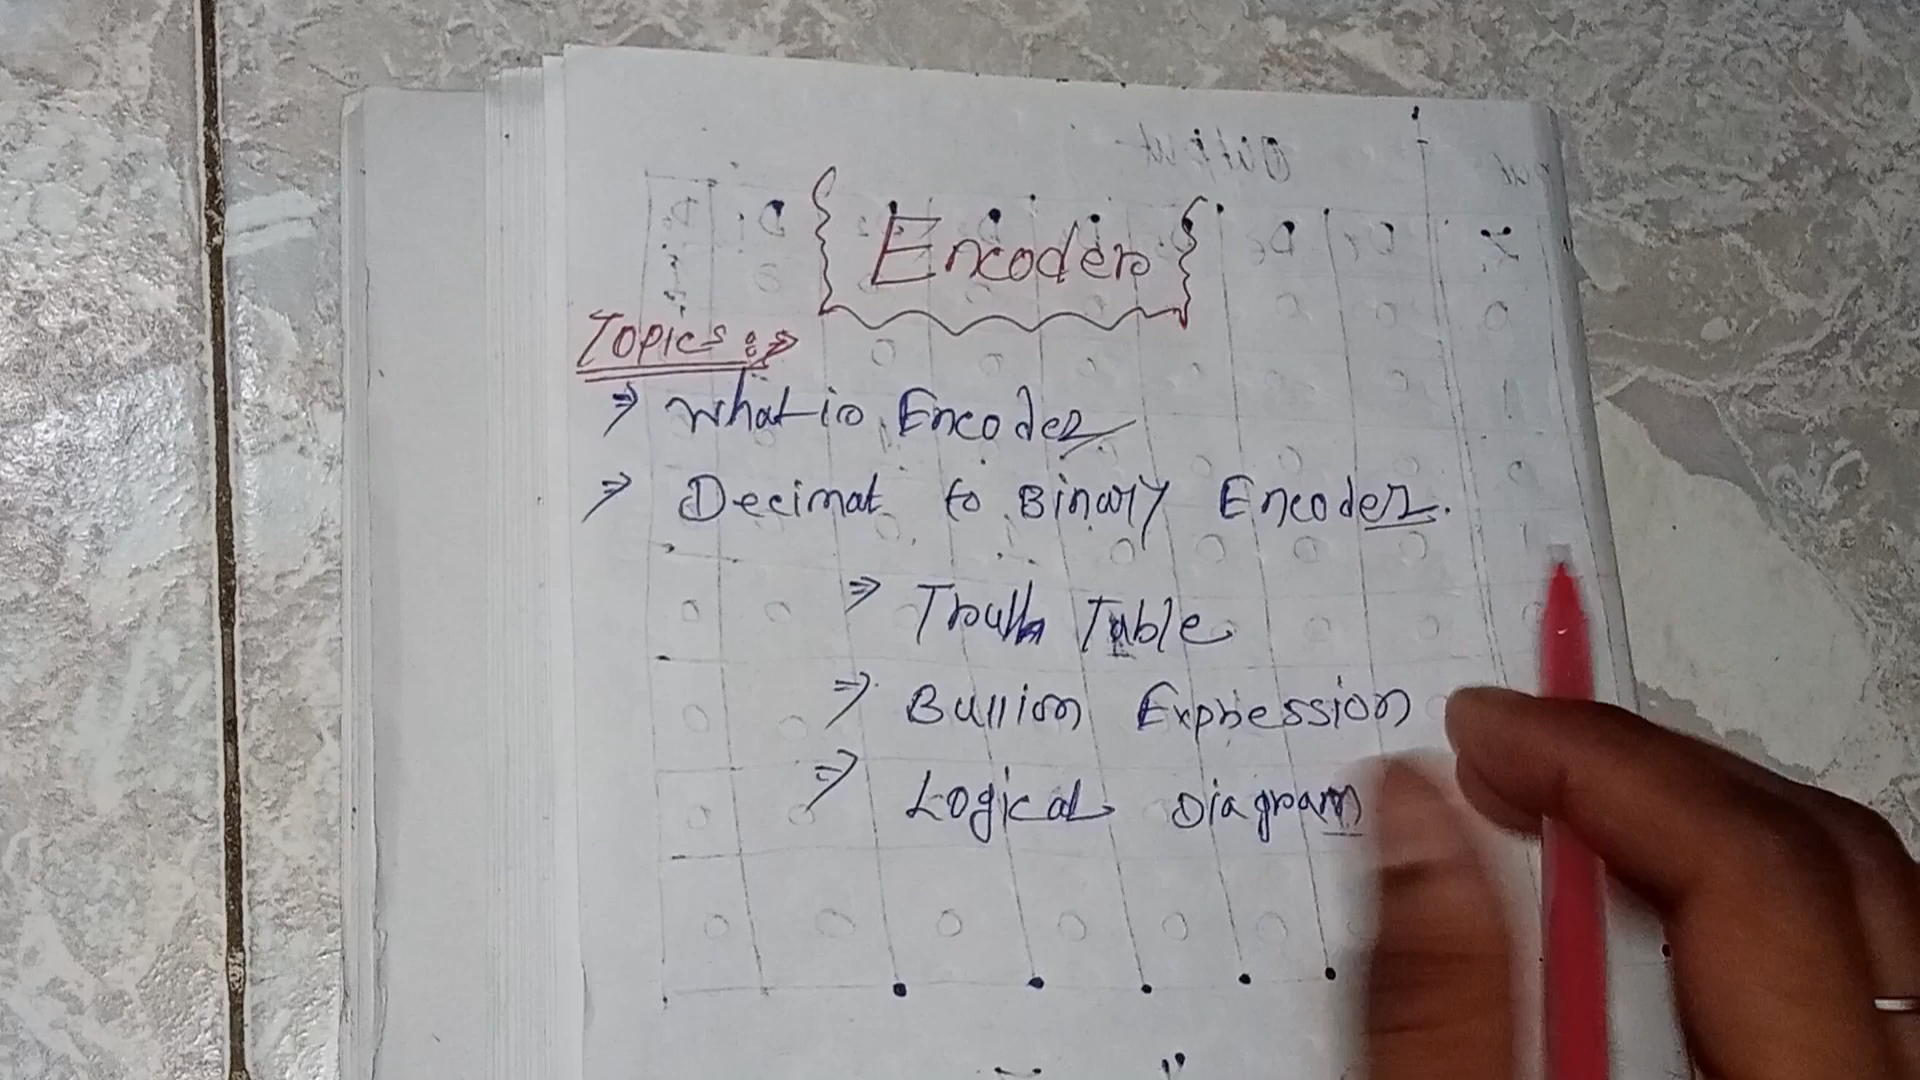 Encoder
Topics :⇒
⇒ What is Encoder
⇒ Decimal to Binary Encoder.
⇒ Truth Table
⇒ Bullion Expression
⇒ Logical Diagram